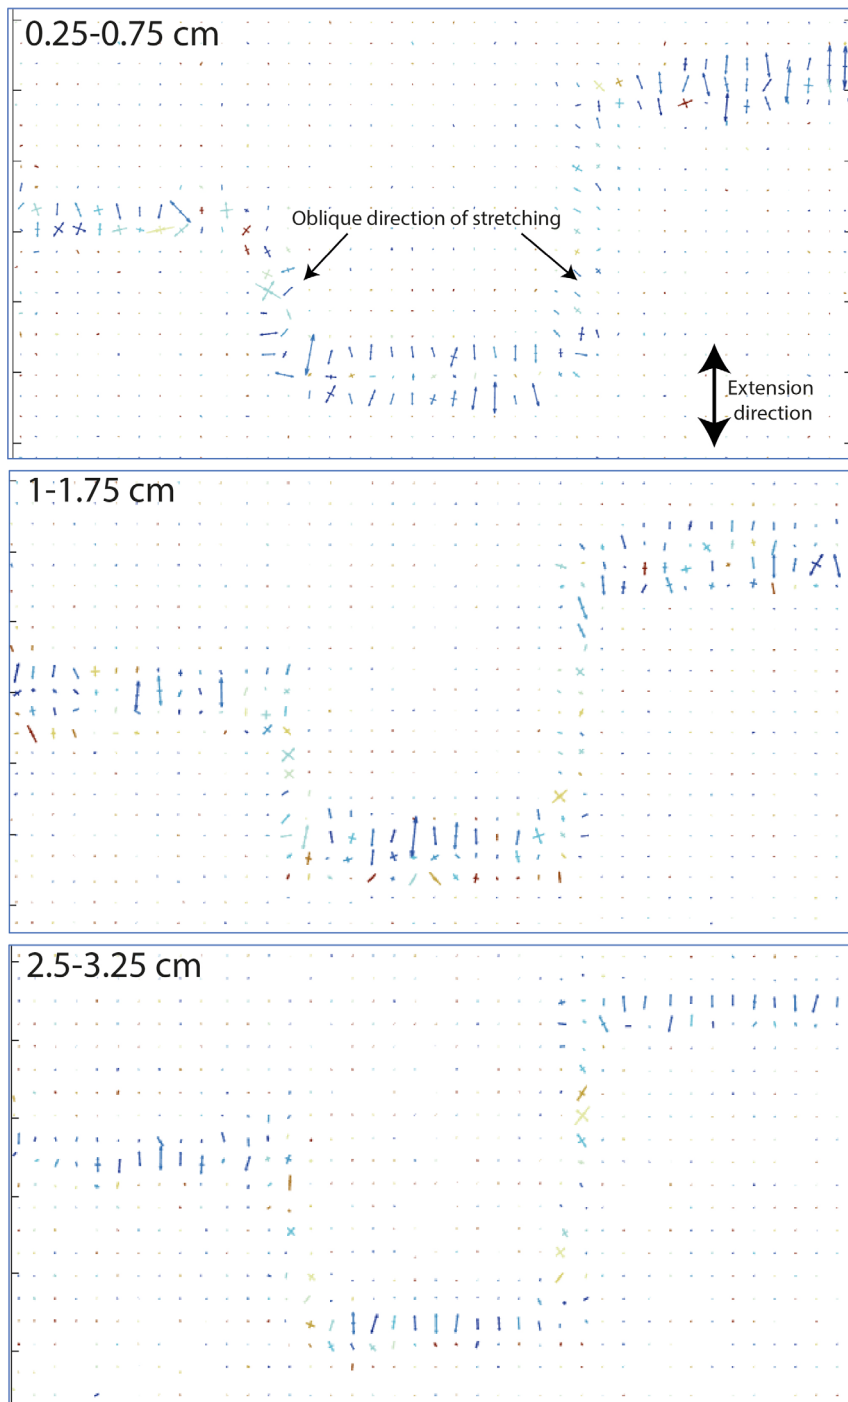 0.25-0.75 cm
Oblique direction of stretching
Extension
direction
1-1.75 cm
2.5-3.25 cm